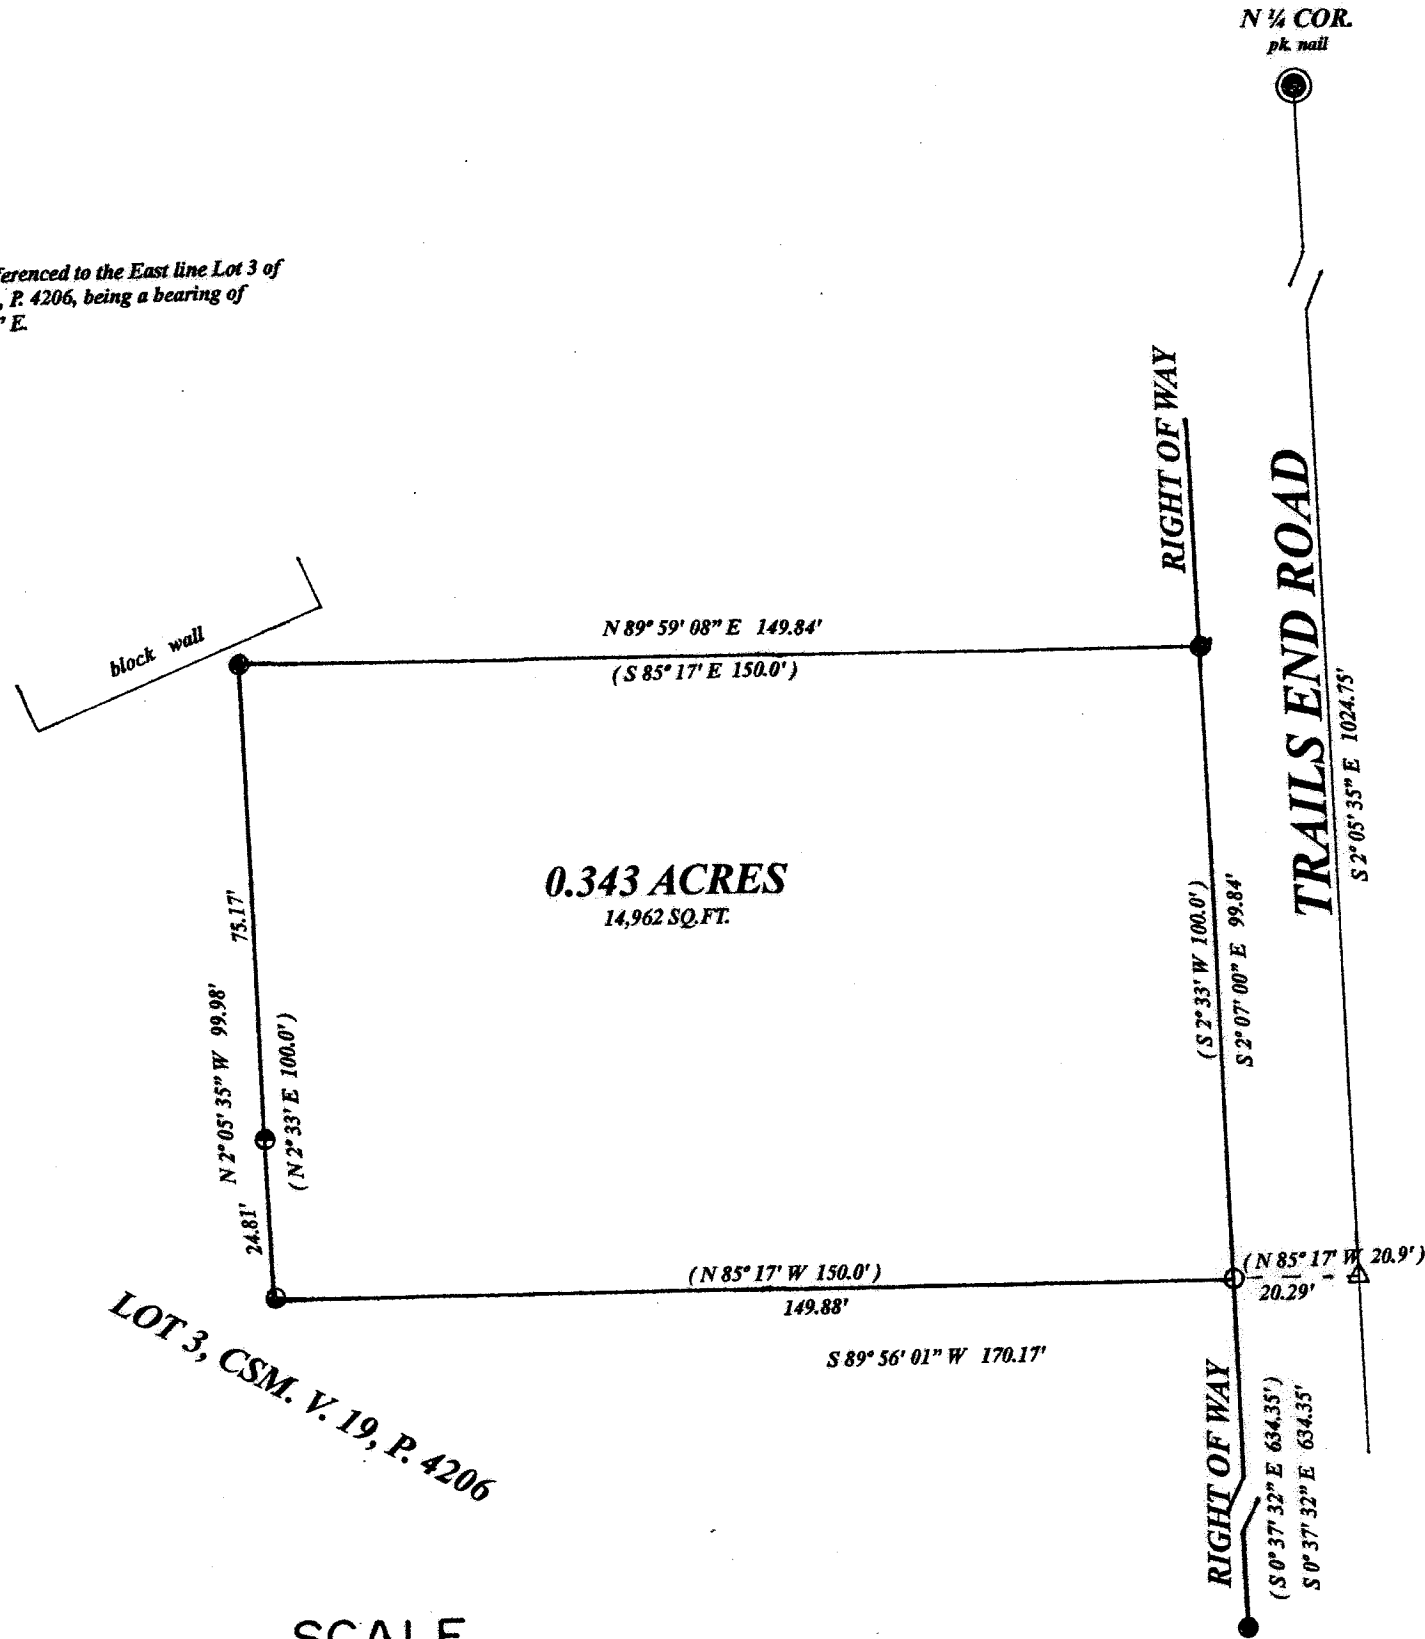 N ¼ COR.
pk. nail
ferenced to the East line Lot 3 of
, P. 4206, being a bearing of
” E.
RIGHT OF WAY
TRAILS END ROAD
S 2° 05' 35” E 1024.75'
block wall
N 89° 59' 08” E 149.84'
( S 85° 17' E 150.0' )
0.343 ACRES
14,962 SQ.FT.
75.17'
N 2° 05' 35” W 99.98'
( N 2° 33' E 100.0' )
24.81'
( S 2° 33' W 100.0' )
S 2° 07' 00” E 99.84'
( N 85° 17' W 150.0' )
149.88'
( N 85° 17' W 20.9' )
20.29'
S 89° 56' 01” W 170.17'
LOT 3, CSM. V. 19, P. 4206
RIGHT OF WAY
( S 0° 37' 32” E 634.35' )
S 0° 37' 32” E 634.35'
SCALE